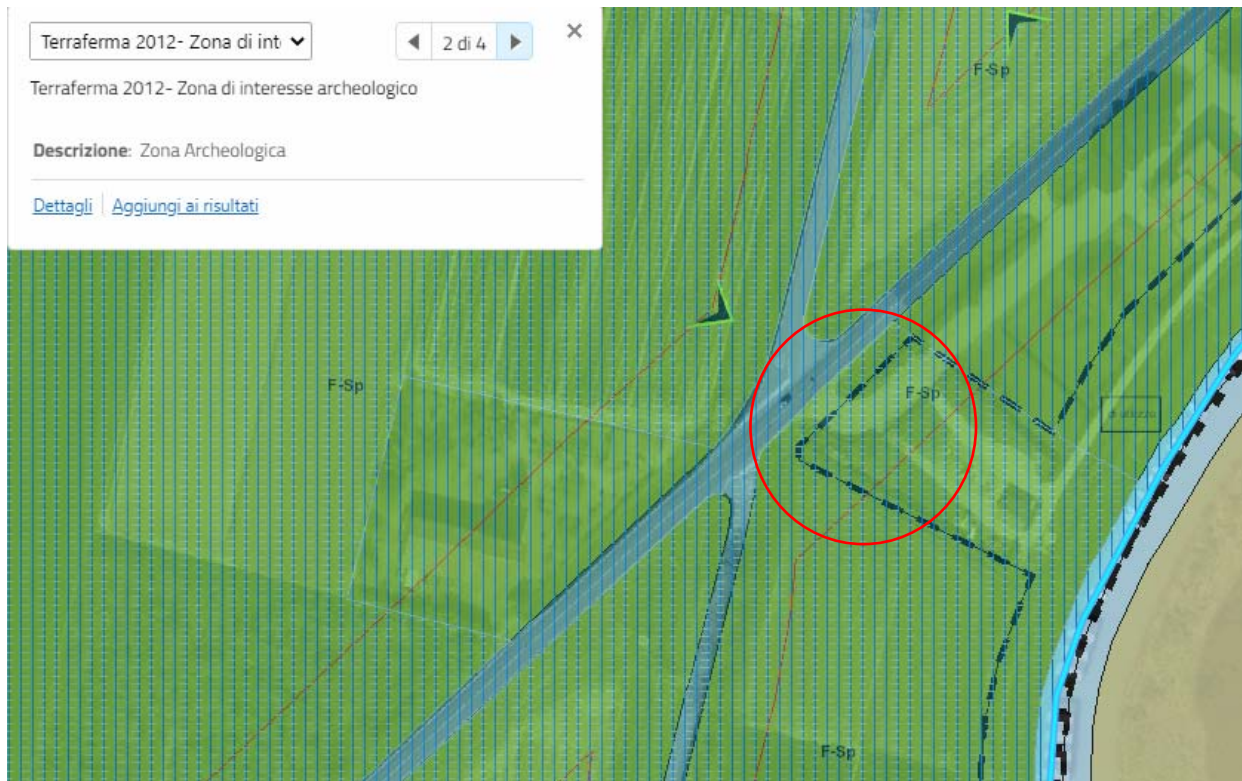 Terraferma 2012- Zona di int
2 di 4
Terraferma 2012- Zona di interesse archeologico
Descrizione: Zona Archeologica
Dettagli
Aggiungi ai risultati
F-Sp
F-Sp
F-Sp
F-Sp